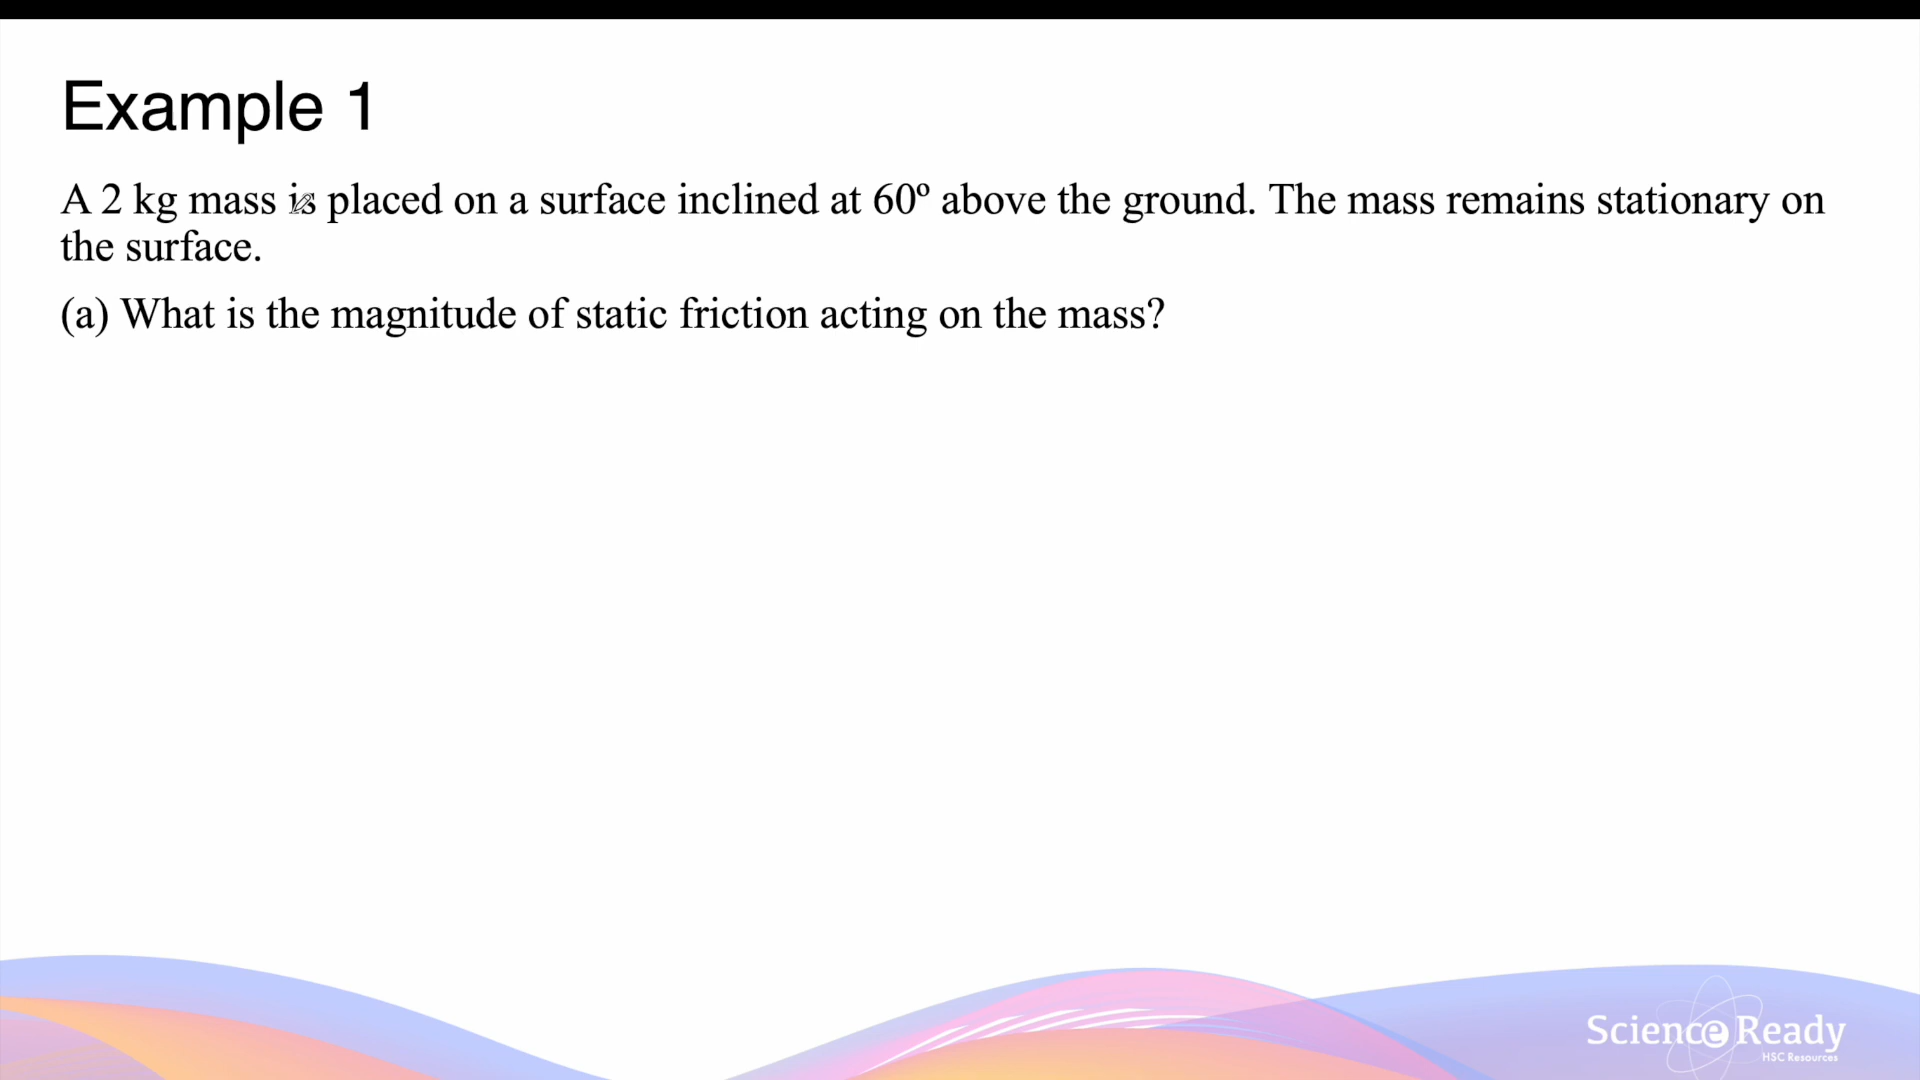 Example 1
A 2 kg mass is placed on a surface inclined at 60º above the ground. The mass remains stationary on
the surface.
(a) What is the magnitude of static friction acting on the mass?
Science Ready
HSC Resources